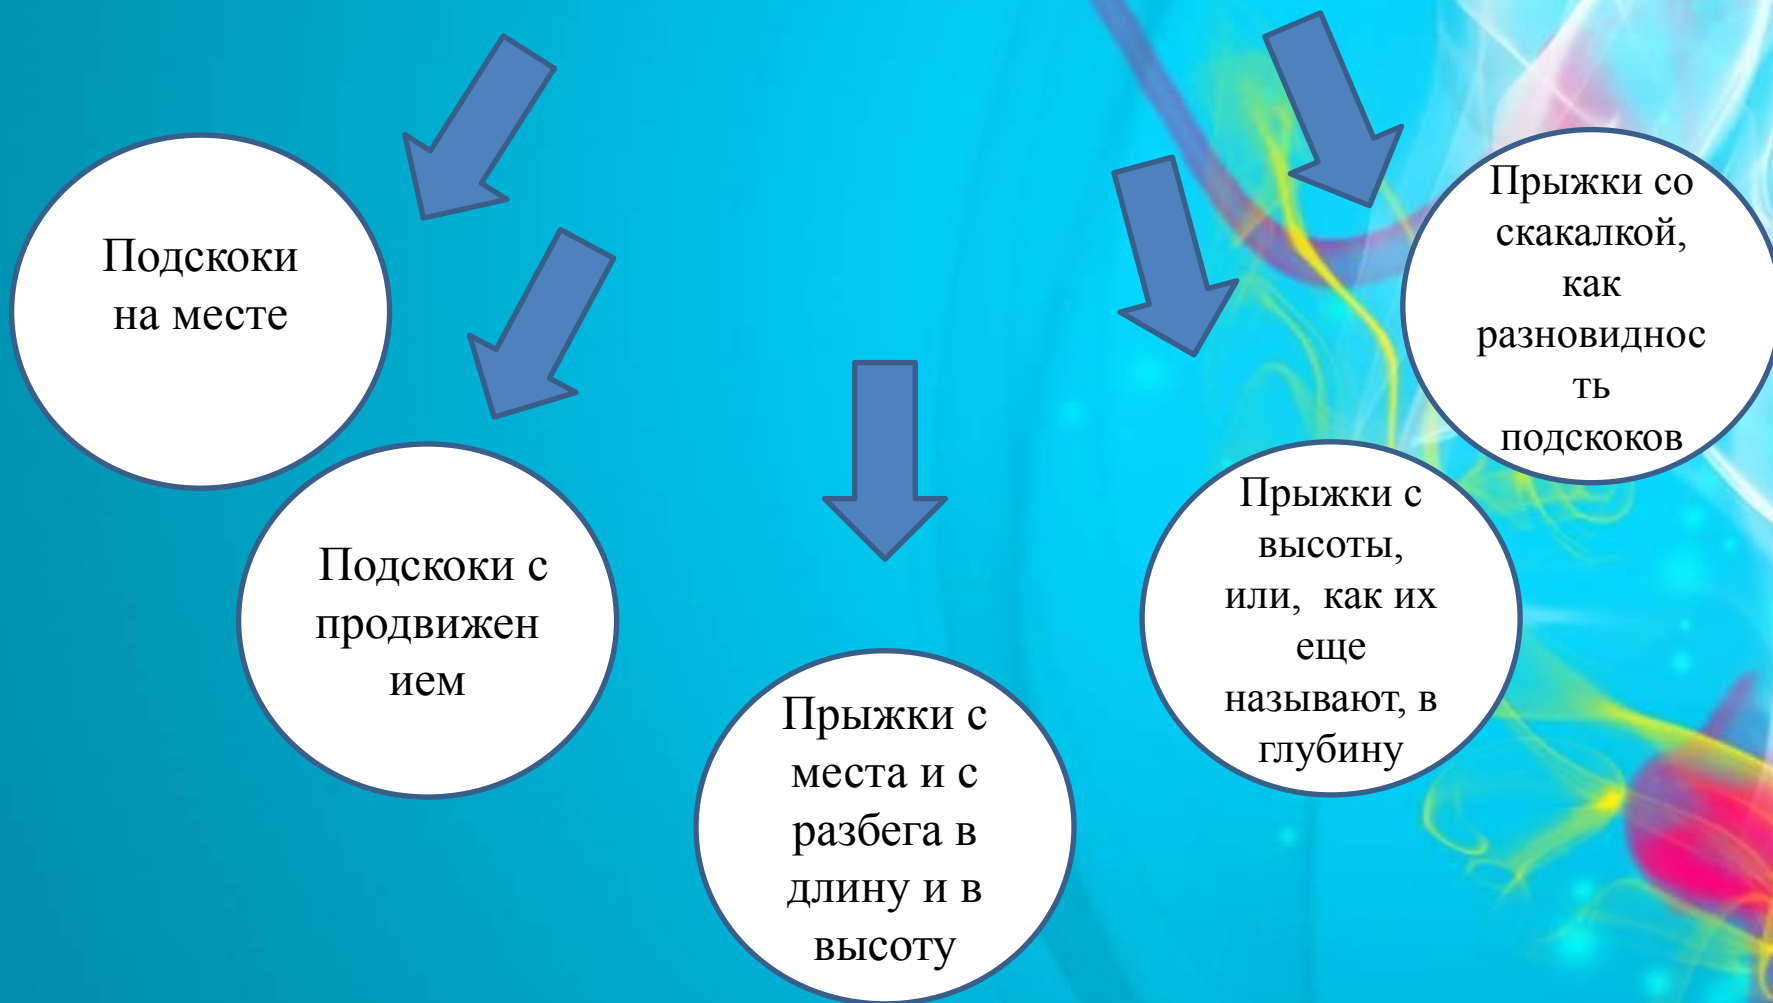 Подскоки
на месте
Подскоки с
продвижен
ием
Прыжки с
места и с
разбега в
длину и в
высоту
Прыжки с
высоты,
или, как их
еще
называют, в
глубину
Прыжки со
скакалкой,
как
разновиднос
ть
подскоков